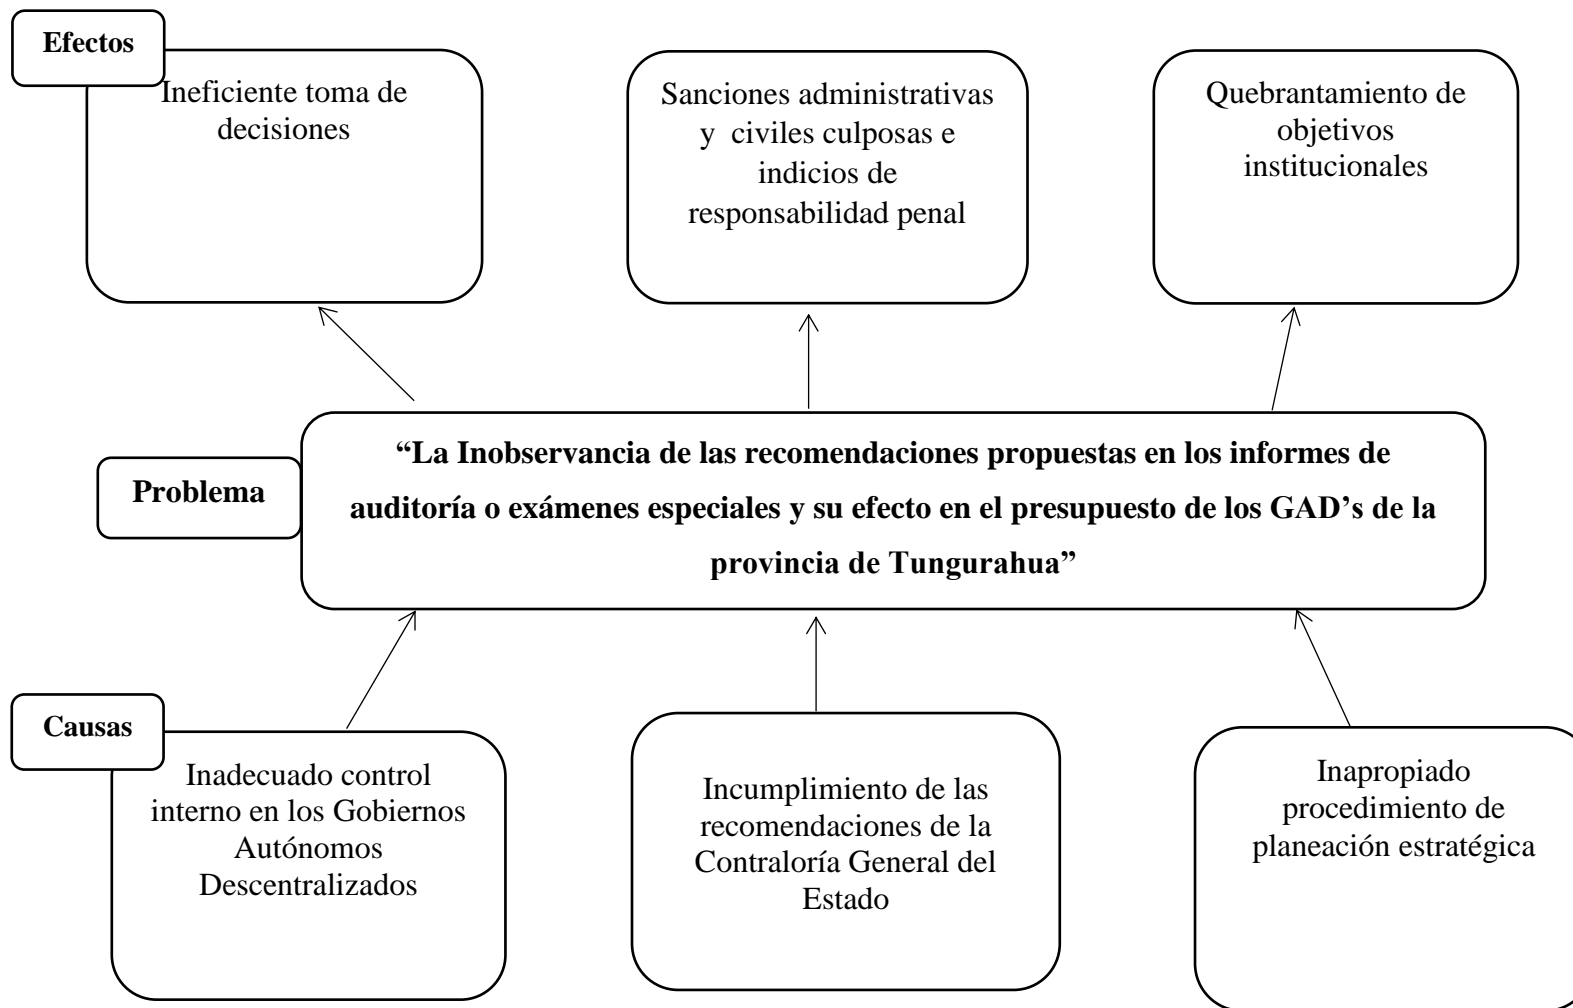 Efectos
Ineficiente toma de
decisiones
Sanciones administrativas
y civiles culposas e
indicios de
responsabilidad penal
Quebrantamiento de
objetivos
institucionales
Problema
“La Inobservancia de las recomendaciones propuestas en los informes de
auditoría o exámenes especiales y su efecto en el presupuesto de los GAD’s de la
provincia de Tungurahua”
Causas
Inadecuado control
interno en los Gobiernos
Autónomos
Descentralizados
Incumplimiento de las
recomendaciones de la
Contraloría General del
Estado
Inapropiado
procedimiento de
planeación estratégica